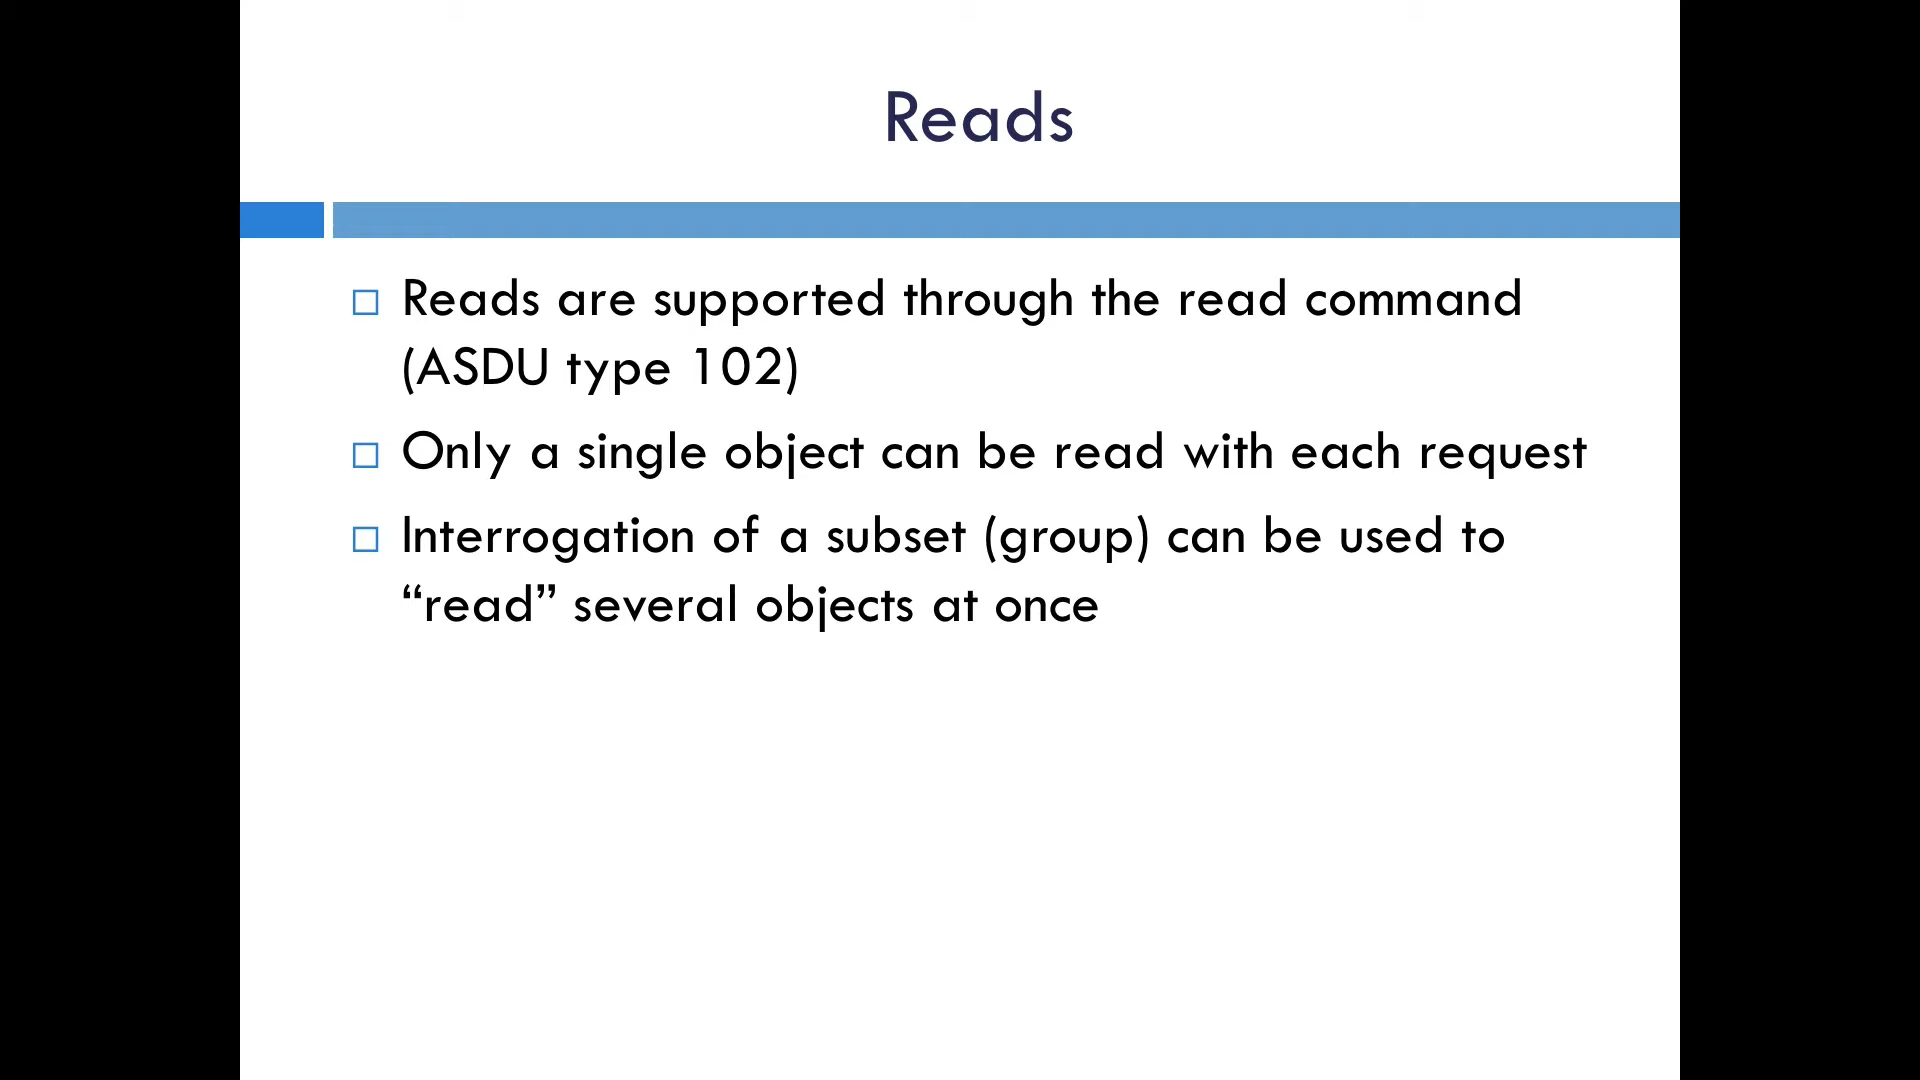 Reads
Reads are supported through the read command
(ASDU type 102)
Only a single object can be read with each request
Interrogation of a subset (group) can be used to
“read” several objects at once